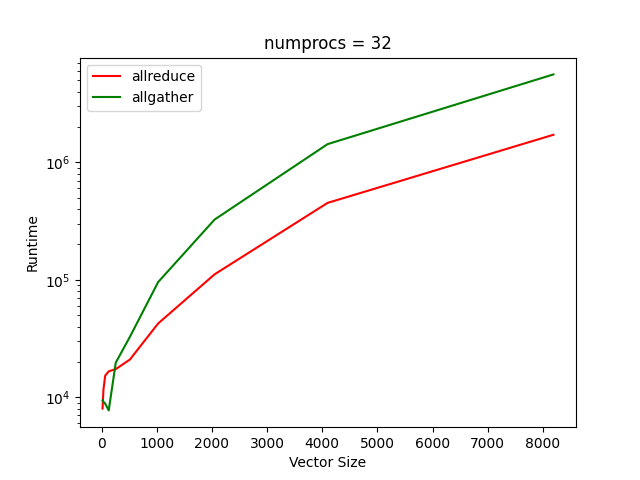 numprocs = 32
allreduce
allgather
10^6
10^5
10^4
Runtime
0 1000 2000 3000 4000 5000 6000 7000 8000
Vector Size